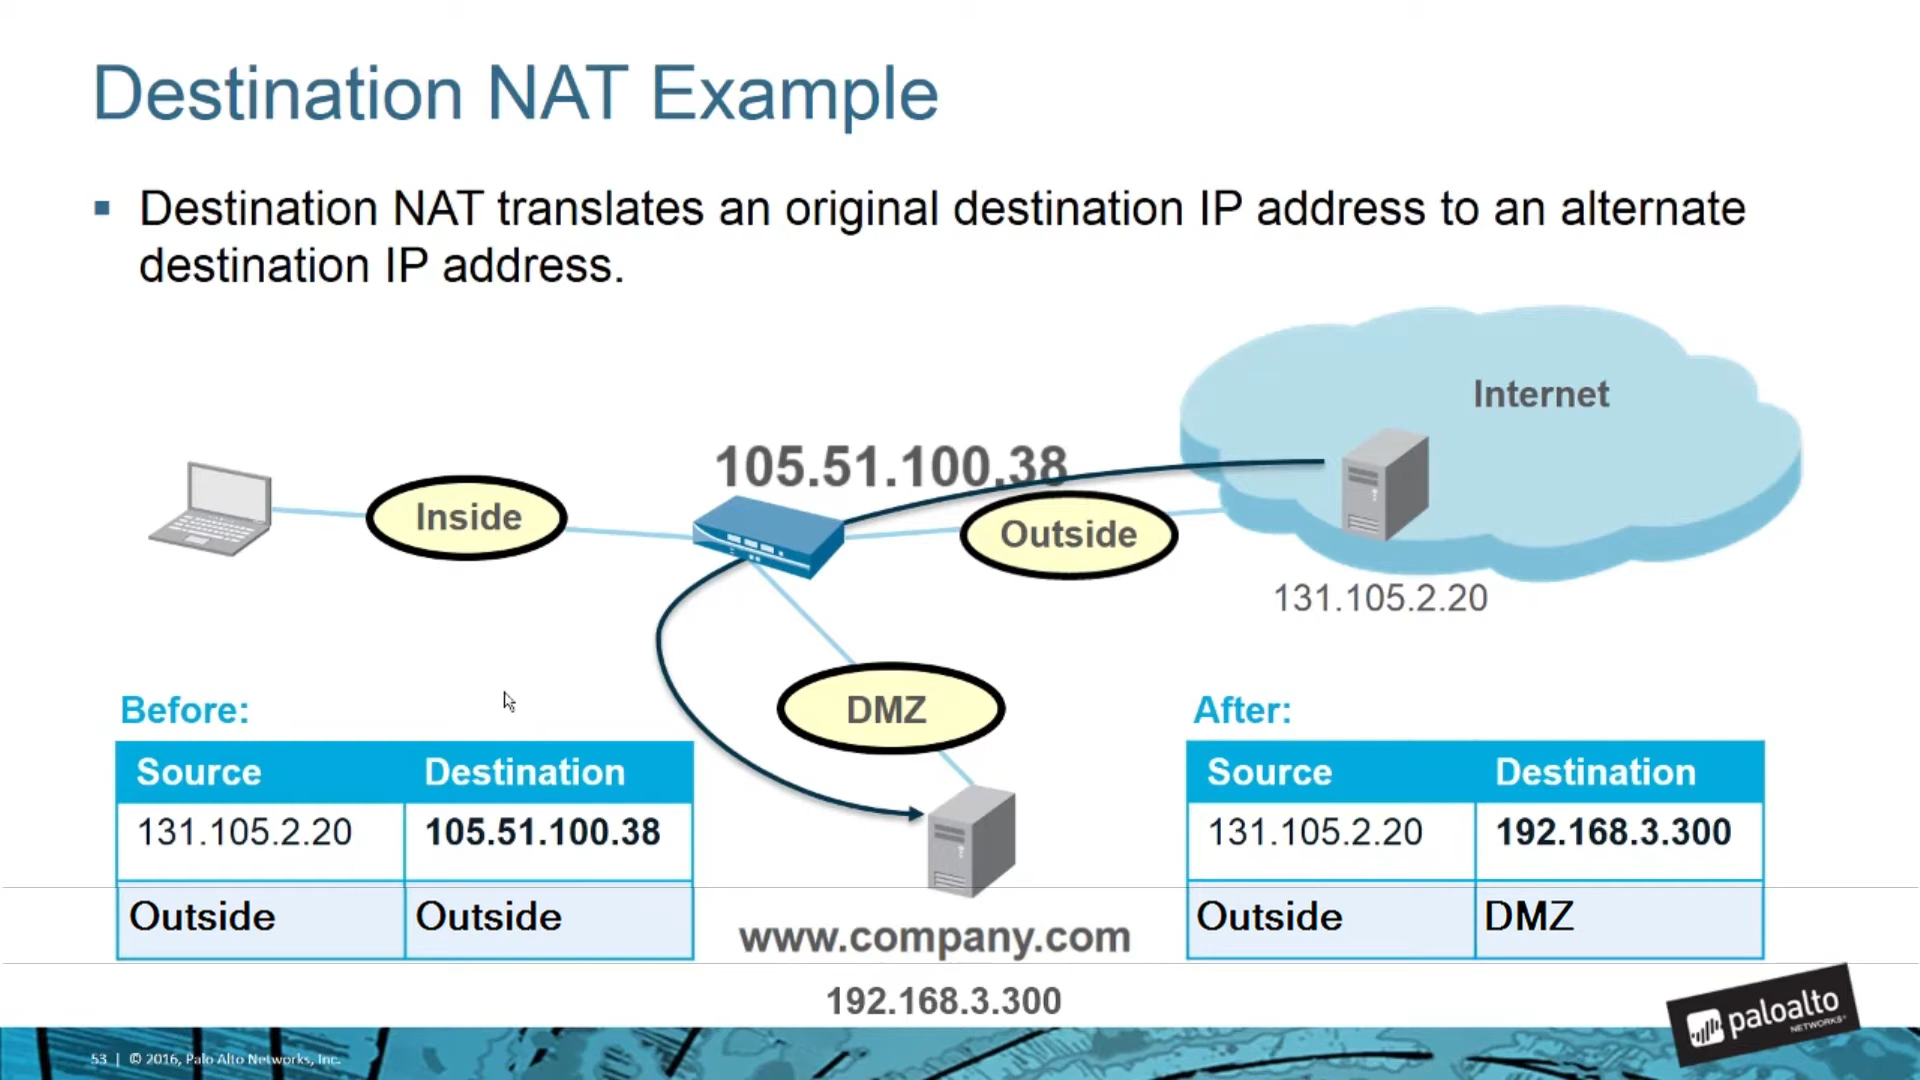 Destination NAT Example
Destination NAT translates an original destination IP address to an alternate
destination IP address.
Internet
105.51.100.38
Inside
Outside
131.105.2.20
DMZ
Before:
Source Destination
131.105.2.20 105.51.100.38
Outside Outside
After:
Source Destination
131.105.2.20 192.168.3.300
Outside DMZ
www.company.com
192.168.3.300
paloalto
NETWORKS
53 | © 2016, Palo Alto Networks, Inc.